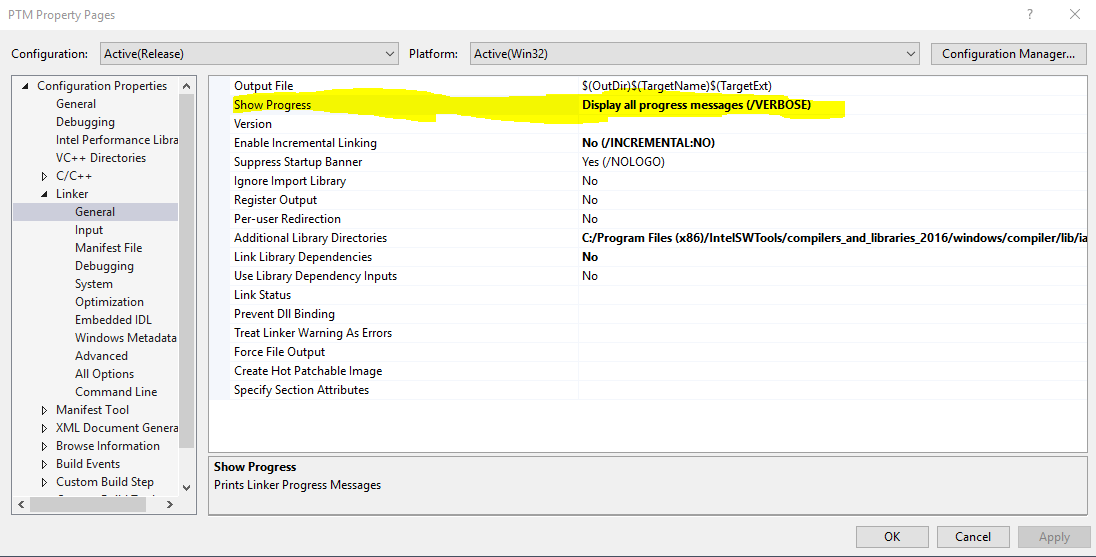 PTM Property Pages
? 
Configuration: Active(Release) Platform: Active(Win32) Configuration Manager...
Configuration Properties
General
Debugging
Intel Performance Libra
VC++ Directories
C/C++
Linker
General
Input
Manifest File
Debugging
System
Optimization
Embedded IDL
Windows Metadata
Advanced
All Options
Command Line
Manifest Tool
XML Document Genera
Browse Information
Build Events
Custom Build Step
Output File $(OutDir)$(TargetName)$(TargetExt)
Show Progress Display all progress messages (/VERBOSE)
Version
Enable Incremental Linking No (/INCREMENTAL:NO)
Suppress Startup Banner Yes (/NOLOGO)
Ignore Import Library No
Register Output No
Per-user Redirection No
Additional Library Directories C:/Program Files (x86)/IntelSWTools/compilers_and_libraries_2016/windows/compiler/lib/ia
Link Library Dependencies No
Use Library Dependency Inputs No
Link Status
Prevent Dll Binding
Treat Linker Warning As Errors
Force File Output
Create Hot Patchable Image
Specify Section Attributes
Show Progress
Prints Linker Progress Messages
OK Cancel Apply